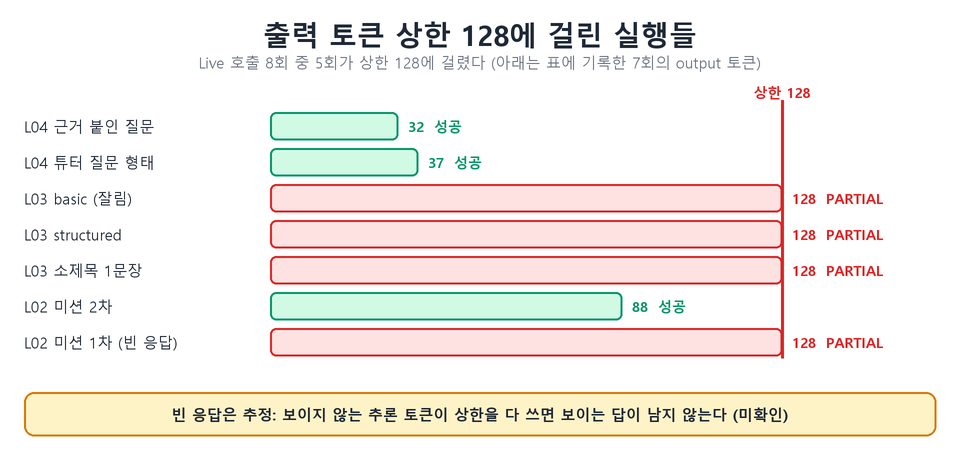 출력 토큰 상한 128에 걸린 실행들
Live 호출 8회 중 5회가 상한 128에 걸렸다 (아래는 표에 기록한 7회의 output 토큰)
상한 128
L04 근거 붙인 질문 32 성공
L04 튜터 질문 형태 37 성공
L03 basic (잘림) 128 PARTIAL
L03 structured 128 PARTIAL
L03 소제목 1문장 128 PARTIAL
L02 미션 2차 88 성공
L02 미션 1차 (빈 응답) 128 PARTIAL
빈 응답은 추정: 보이지 않는 추론 토큰이 상한을 다 쓰면 보이는 답이 남지 않는다 (미확인)